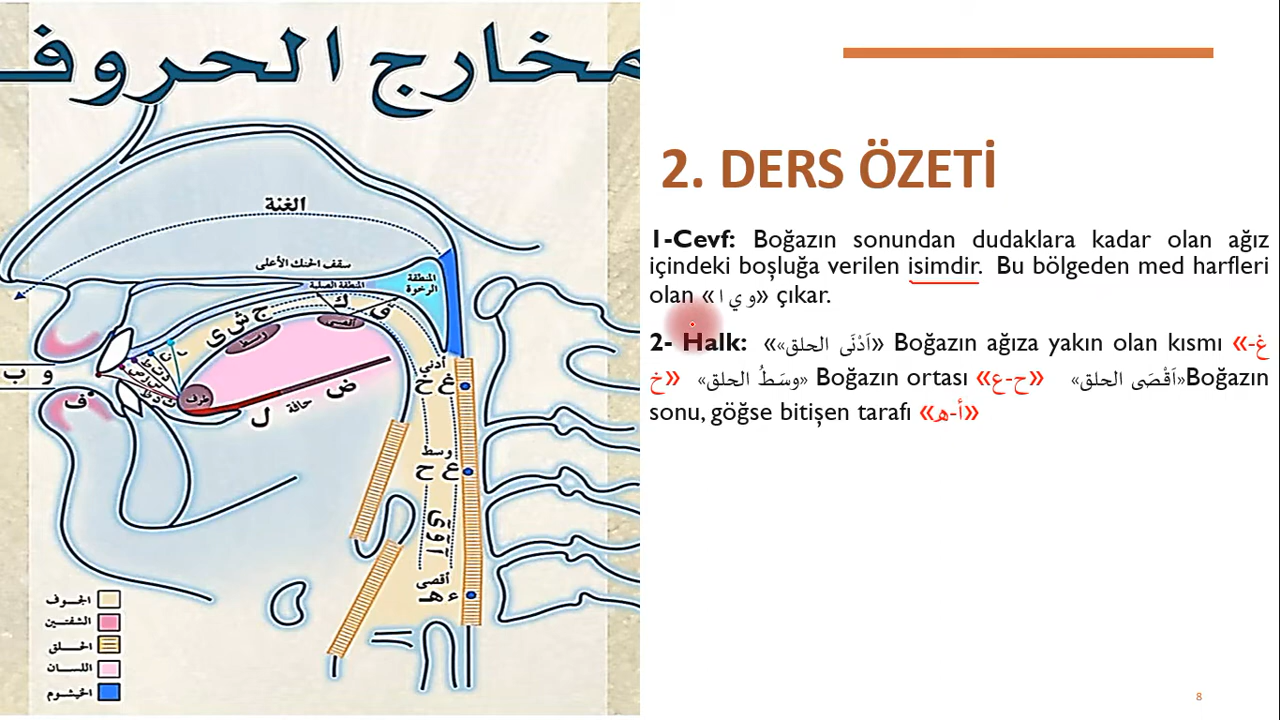 مخارج الحروف
الغنة
سقف الحنك الأعلى
المنطقة الرخوة
المنطقة الصلبة
ق
ك
ج ش ي
أقصى
وسط
طرف
ض
حافة
ل
و ب
ف
أدنى
غ خ
وسط
ع ح
أقصى
ء هـ
الجوف
الشفتين
الحلق
اللسان
الخيشوم
2. DERS ÖZETİ
1-Cevf: Boğazın sonundan dudaklara kadar olan ağız
içindeki boşluğa verilen isimdir. Bu bölgeden med harfleri
olan «و ي ا» çıkar.
2- Halk: «اَدْنَى الحلق»» Boğazın ağıza yakın olan kısmı «غ-
خ» «وسَطُ الحلق» Boğazın ortası «ح-ع» «اَقْصَى الحلق»Boğazın
sonu, göğse bitişen tarafı «أ-هـ»
8